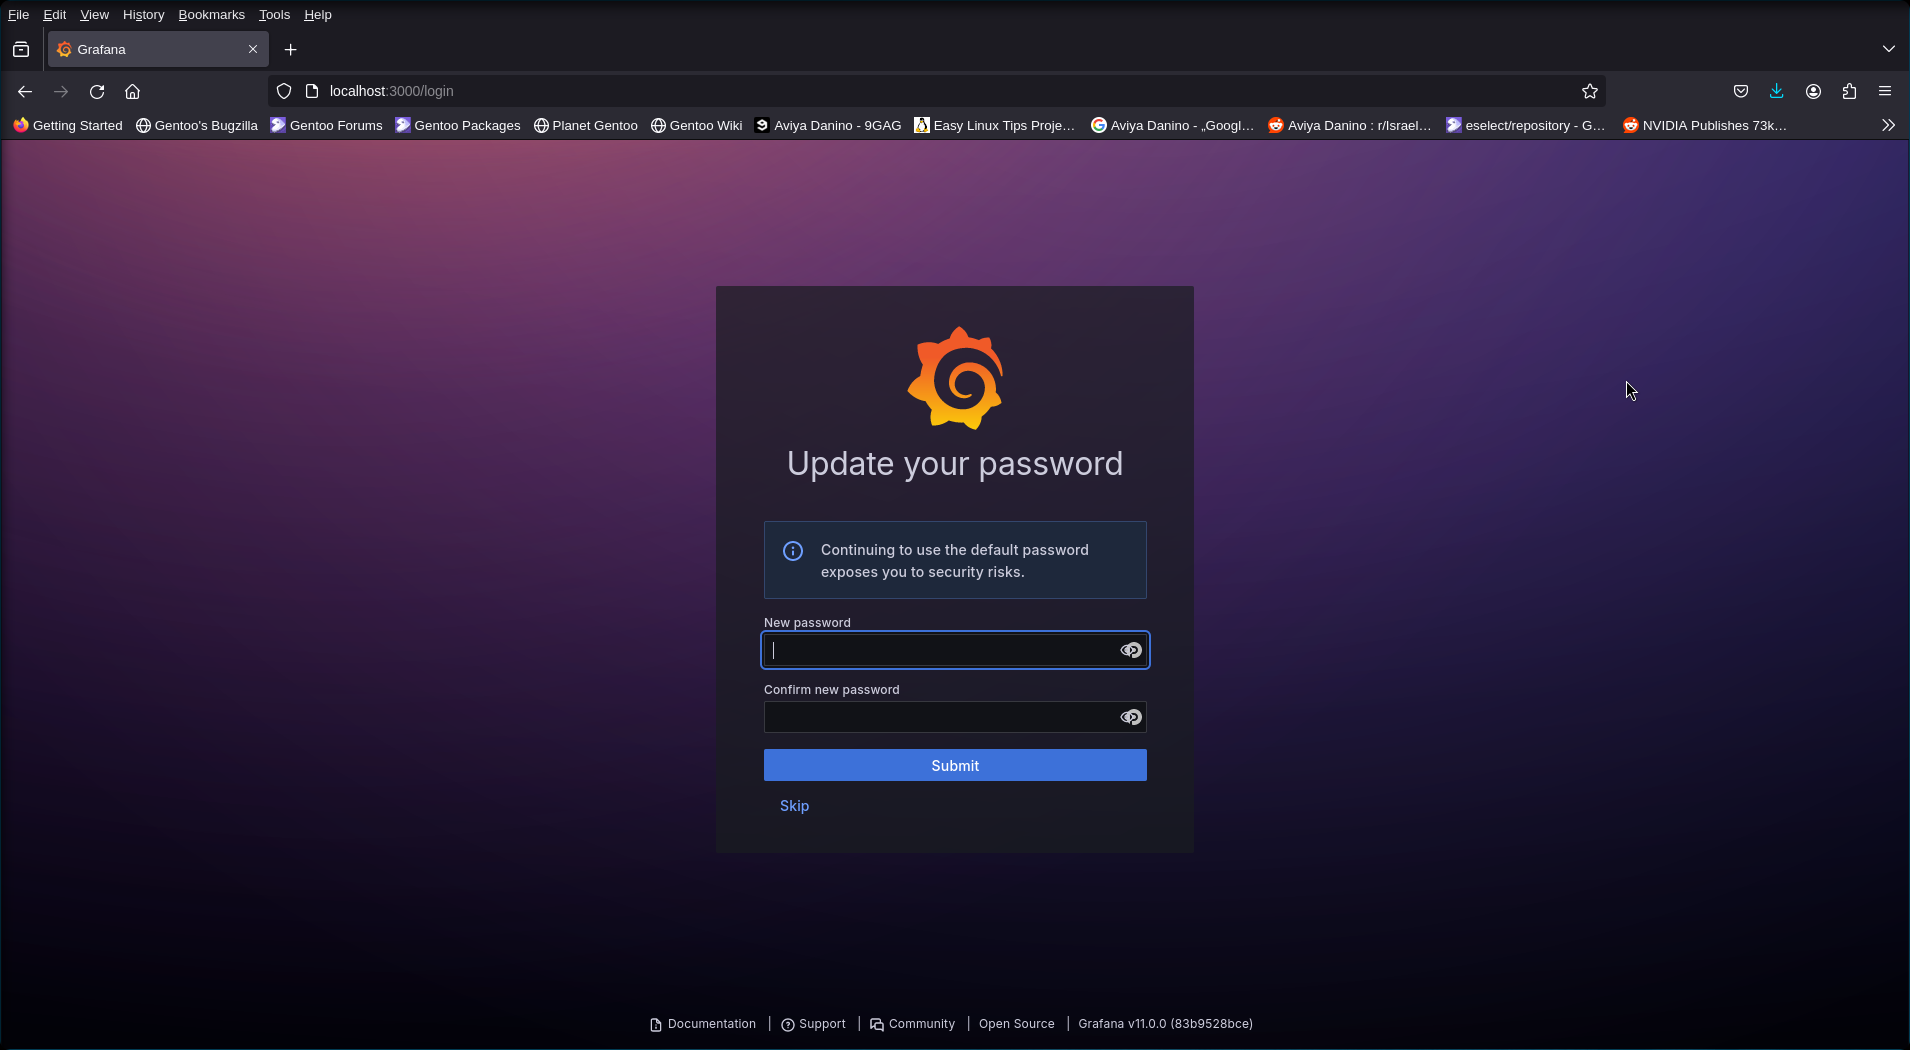 File Edit View History Bookmarks Tools Help
Grafana
localhost:3000/login
Getting Started Gentoo's Bugzilla Gentoo Forums Gentoo Packages Planet Gentoo Gentoo Wiki Aviya Danino - 9GAG Easy Linux Tips Proje… Aviya Danino - „Googl… Aviya Danino : r/Israel… eselect/repository - G… NVIDIA Publishes 73k…
Update your password
Continuing to use the default password
exposes you to security risks.
New password
Confirm new password
Submit
Skip
Documentation | Support | Community | Open Source | Grafana v11.0.0 (83b9528bce)